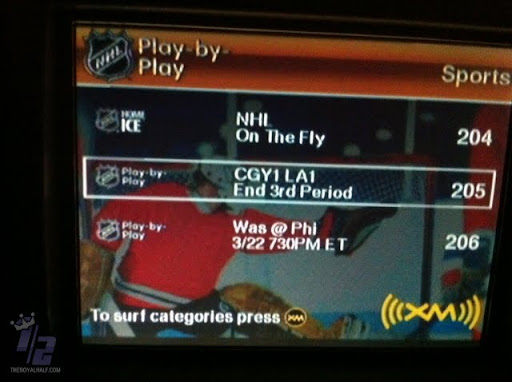 NHL
Play-by-
Play
Sports
NHL
HOME
ICE
NHL
On The Fly
204
Play-by-
Play
CGY1 LA1
End 3rd Period
205
Play-by-
Play
Was @ Phi
3/22 730PM ET
206
To surf categories press XM
((XM))
1/2
THEROYALHALF.COM